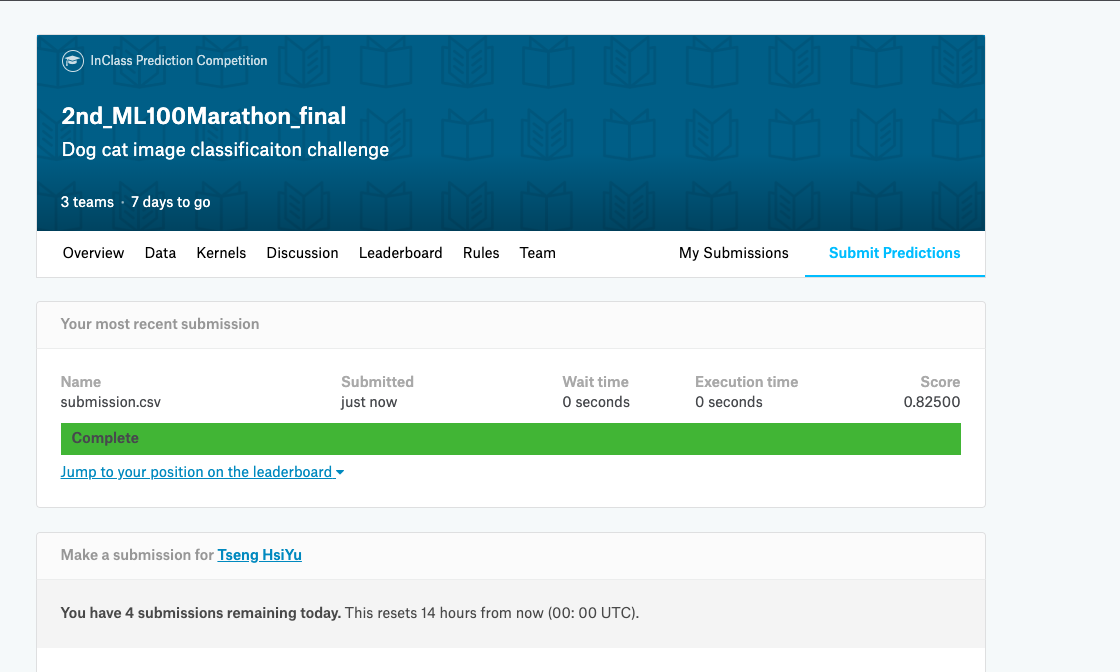 InClass Prediction Competition
2nd_ML100Marathon_final
Dog cat image classificaiton challenge
3 teams · 7 days to go
Overview Data Kernels Discussion Leaderboard Rules Team My Submissions Submit Predictions
Your most recent submission
Name Submitted Wait time Execution time Score
submission.csv just now 0 seconds 0 seconds 0.82500
Complete
Jump to your position on the leaderboard
Make a submission for Tseng HsiYu
You have 4 submissions remaining today. This resets 14 hours from now (00: 00 UTC).